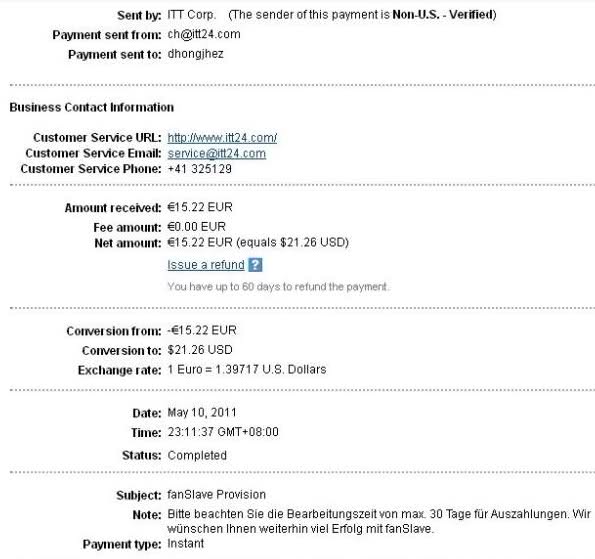 Sent by: ITT Corp. (The sender of this payment is Non-U.S. - Verified)
Payment sent from: ch@itt24.com
Payment sent to: dhongjhez
Business Contact Information
Customer Service URL: http://www.itt24.com/
Customer Service Email: service@itt24.com
Customer Service Phone: +41 325129
Amount received: €15.22 EUR
Fee amount: €0.00 EUR
Net amount: €15.22 EUR (equals $21.26 USD)
Issue a refund ?
You have up to 60 days to refund the payment.
Conversion from: -€15.22 EUR
Conversion to: $21.26 USD
Exchange rate: 1 Euro = 1.39717 U.S. Dollars
Date: May 10, 2011
Time: 23:11:37 GMT+08:00
Status: Completed
Subject: fanSlave Provision
Note: Bitte beachten Sie die Bearbeitungszeit von max. 30 Tage für Auszahlungen. Wir
wünschen Ihnen weiterhin viel Erfolg mit fanSlave.
Payment type: Instant